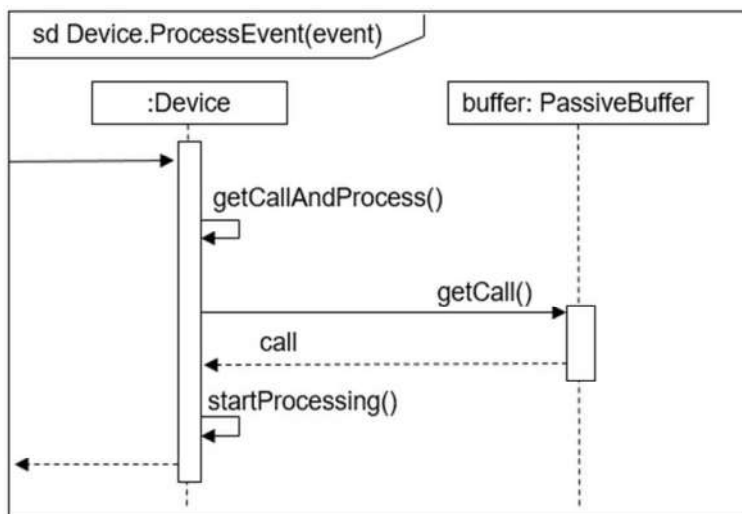 sd Device.ProcessEvent(event)
:Device
buffer: PassiveBuffer
getCallAndProcess()
getCall()
call
startProcessing()